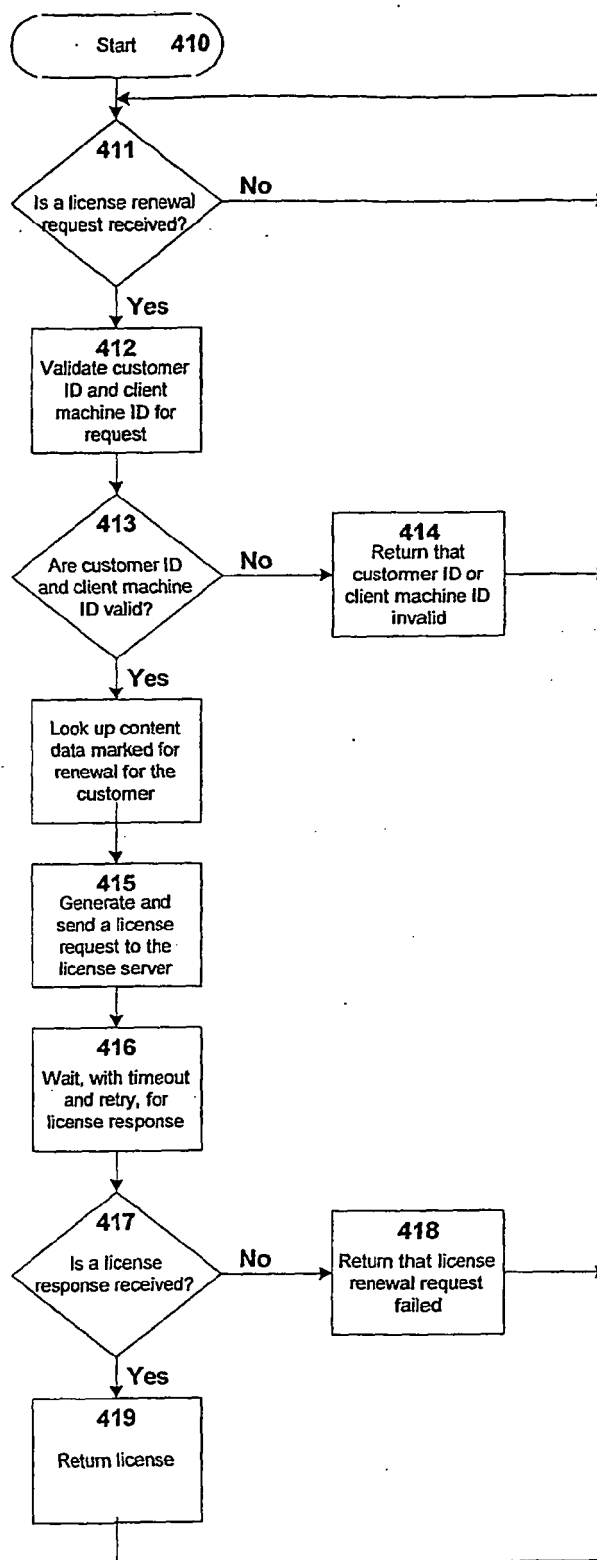 Start 410
411
Is a license renewal
request received?
No
Yes
412
Validate customer
ID and client
machine ID for
request
413
Are customer ID
and client machine
ID valid?
No
414
Return that
custormer ID or
client machine ID
invalid
Yes
Look up content
data marked for
renewal for the
customer
415
Generate and
send a license
request to the
license server
416
Wait, with timeout
and retry, for
license response
417
Is a license
response received?
No
418
Return that license
renewal request
failed
Yes
419
Return license